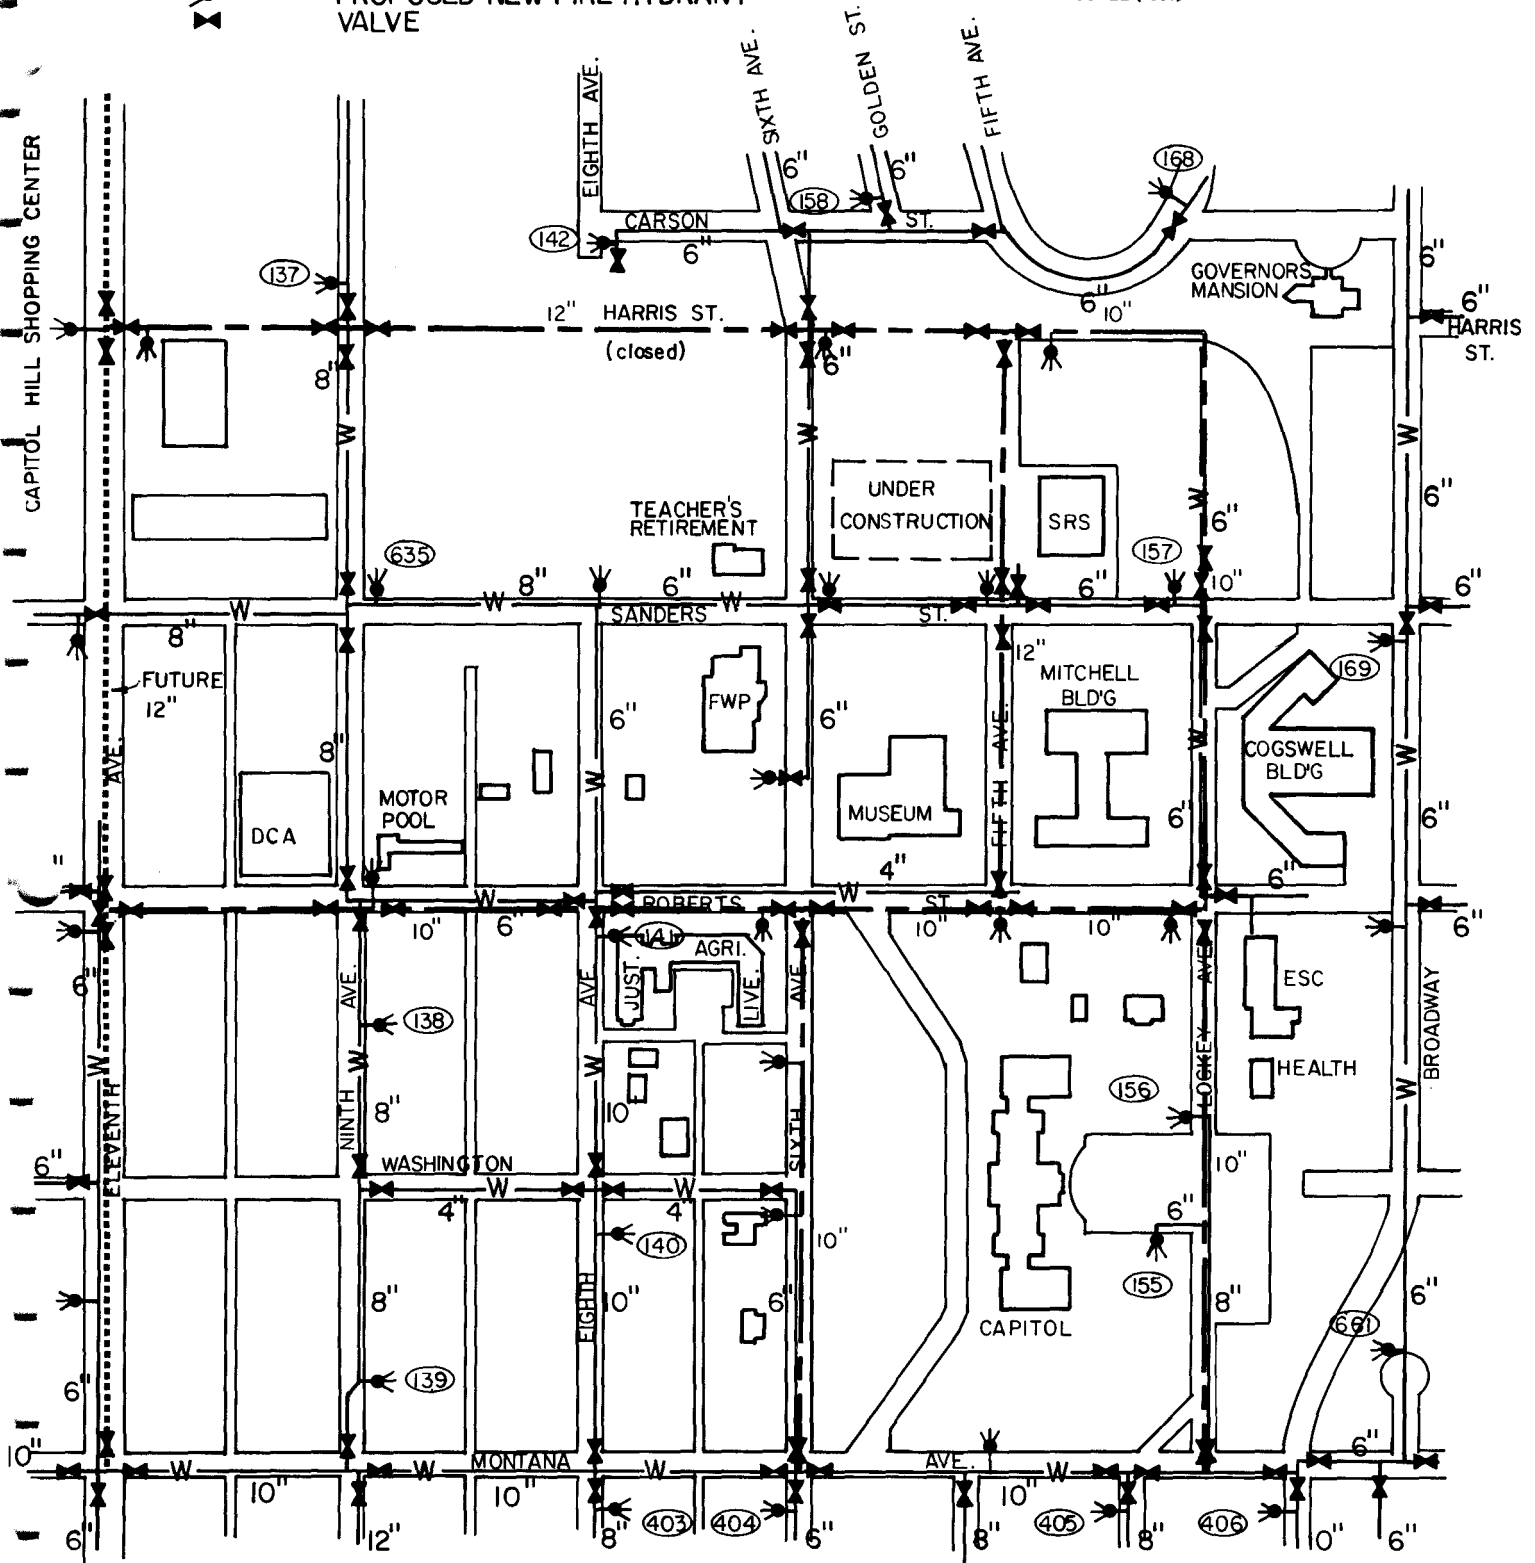 VALVE
EIGHTH AVE.
SIXTH AVE.
GOLDEN ST.
FIFTH AVE.
CAPITOL HILL SHOPPING CENTER
168
6"
6"
158
CARSON ST.
142
6"
6"
137
GOVERNORS
MANSION
6"
6"
12" HARRIS ST.
10"
HARRIS
ST.
(closed)
6"
8"
W
W
W
UNDER
CONSTRUCTION
TEACHER'S
RETIREMENT
SRS
W
6"
6"
635
157
8"
6"
6"
10"
6"
W
W
W
SANDERS ST.
8"
12"
FUTURE
12"
MITCHELL
BLD'G
169
FWP
6"
6"
FIFTH AVE.
W
8"
W
W
COGSWELL
BLD'G
AVE.
MOTOR
POOL
MUSEUM
6"
6"
DCA
4"
"
6"
W
W
ROBERTS ST.
10"
6"
10"
10"
6"
141
AGRI.
JUST.
LIVE.
6"
AVE.
AVE
AVE
AVE
ESC
138
BROADWAY
W
W
W
W
LOCKEY
HEALTH
156
ELEVENTH
NINTH
8"
10
SIXTH
6"
WASHINGTON
10"
W
W
4"
4"
6"
140
10"
155
8"
EIGHTH
10"
6"
8"
6"
661
CAPITOL
6"
139
10"
MONTANA AVE.
6"
W
W
W
W
10"
10"
10"
6"
12"
8"
403
404
6"
8"
405
8"
406
10"
6"